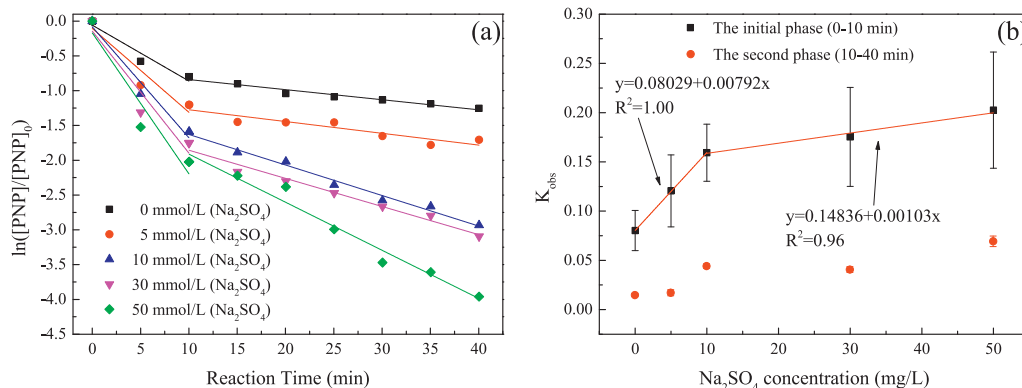 (a)
0.0
-0.5
-1.0
-1.5
-2.0
-2.5
-3.0
-3.5
-4.0
-4.5
ln([PNP]/[PNP]₀)
0 mmol/L (Na₂SO₄)
5 mmol/L (Na₂SO₄)
10 mmol/L (Na₂SO₄)
30 mmol/L (Na₂SO₄)
50 mmol/L (Na₂SO₄)
0 5 10 15 20 25 30 35 40
Reaction Time (min)
(b)
0.30
0.25
0.20
0.15
0.10
0.05
0.00
K_obs
The initial phase (0-10 min)
The second phase (10-40 min)
y=0.08029+0.00792x
R²=1.00
y=0.14836+0.00103x
R²=0.96
0 10 20 30 40 50
Na₂SO₄ concentration (mg/L)